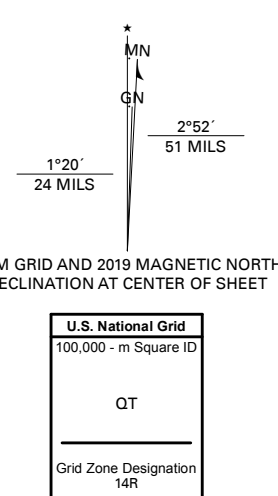 ★
MN
GN
2°52´
51 MILS
1°20´
24 MILS
M GRID AND 2019 MAGNETIC NORTH
ECLINATION AT CENTER OF SHEET
U.S. National Grid
100,000 - m Square ID
QT
Grid Zone Designation
14R